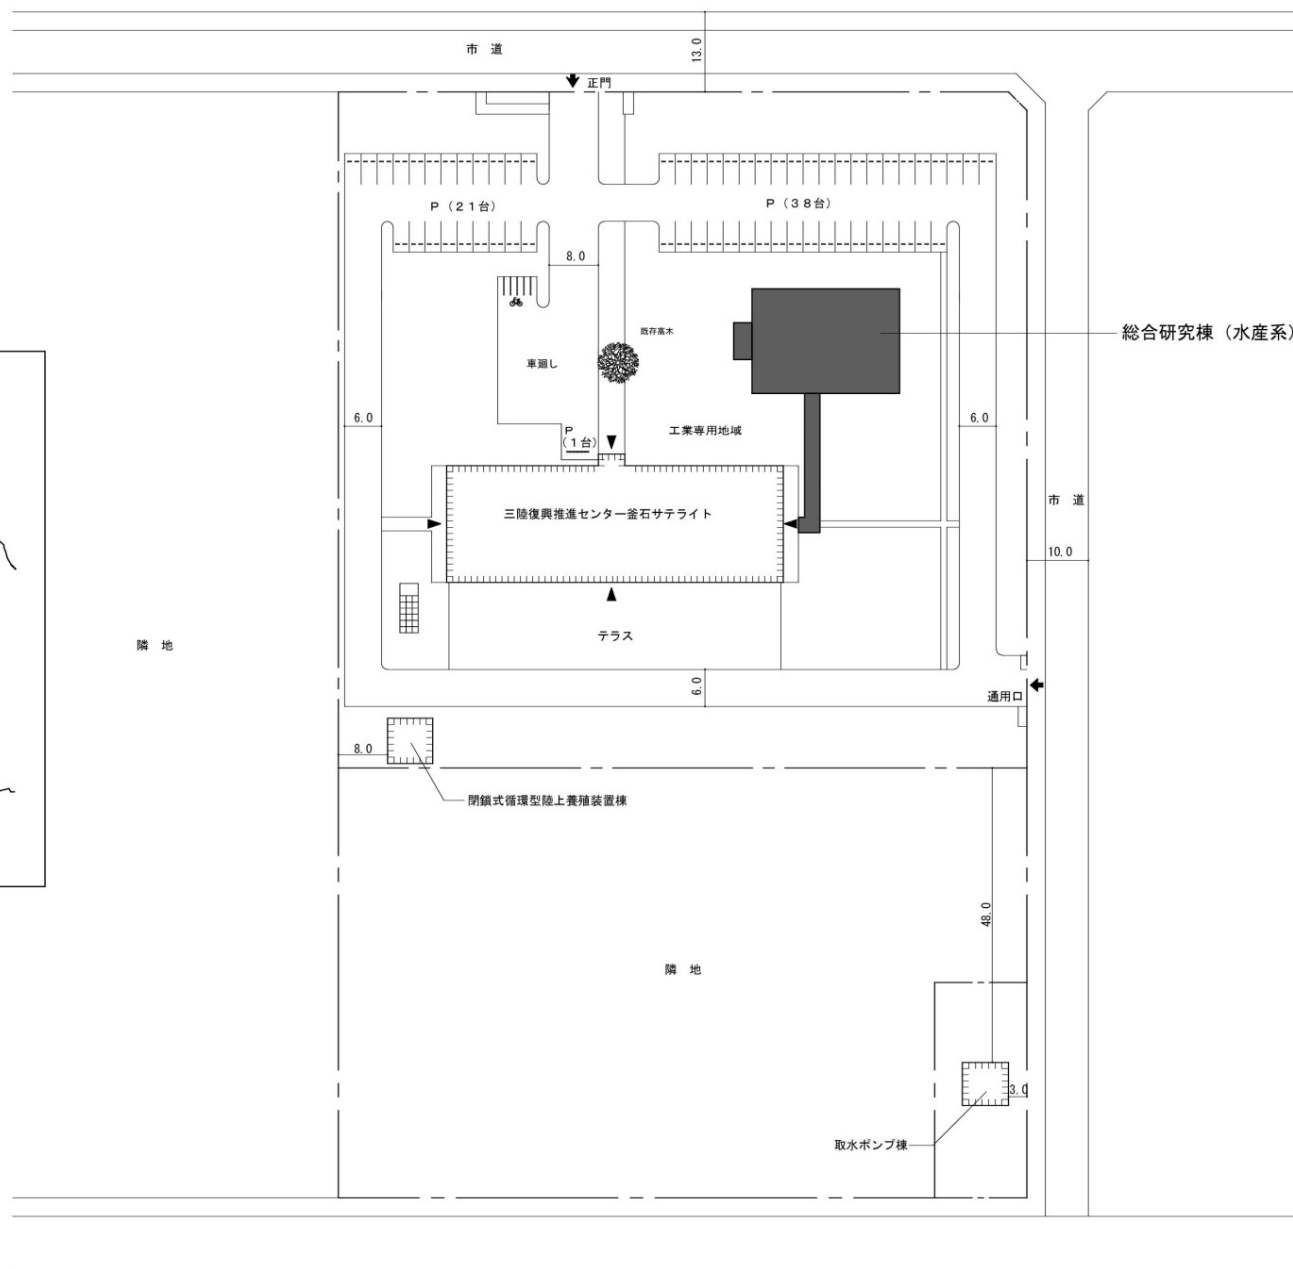 市 道
13.0
正門
P（21台）
P（38台）
8.0
既存高木
総合研究棟（水産系）
車廻し
6.0
P
（1台）
工業専用地域
6.0
三陸復興推進センター釜石サテライト
市 道
10.0
隣 地
テラス
6.0
通用口
8.0
閉鎖式循環型陸上養殖装置棟
48.0
隣 地
3.0
取水ポンプ棟